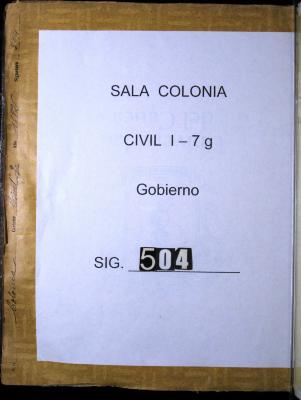 SALA COLONIA
CIVIL I – 7 g
Gobierno
SIG. 504